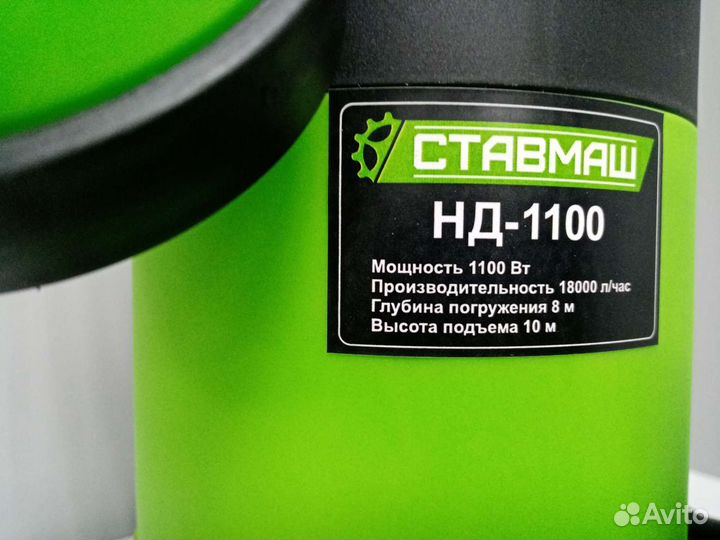 СТАВМАШ
НД-1100
Мощность 1100 Вт
Производительность 18000 л/час
Глубина погружения 8 м
Высота подъема 10 м
Avito